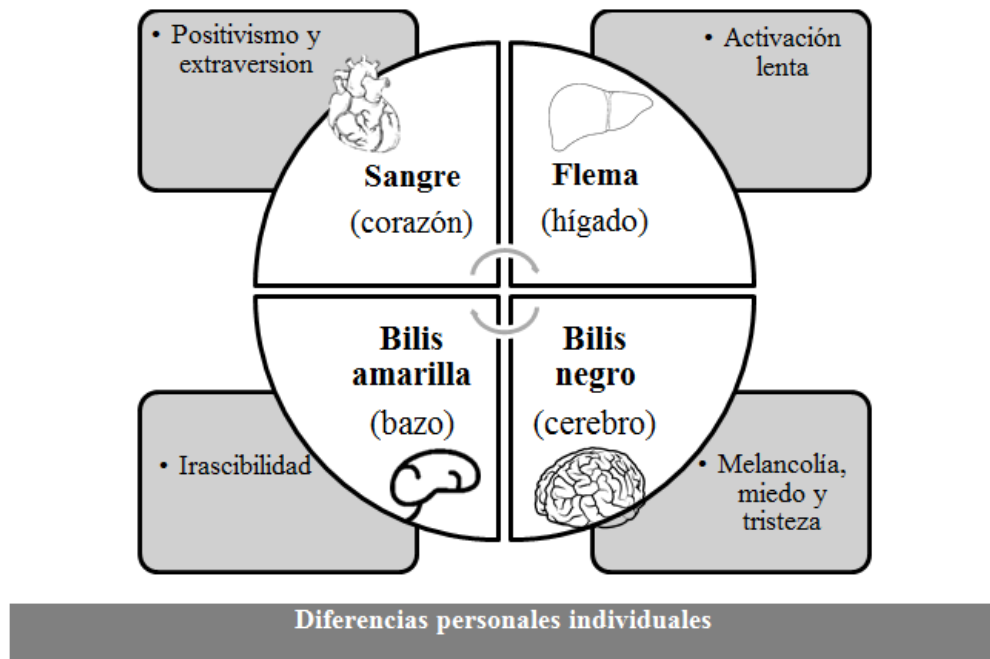 • Positivismo y
extraversion
• Activación
lenta
Sangre
(corazón)
Flema
(hígado)
Bilis
amarilla
(bazo)
Bilis
negro
(cerebro)
• Irascibilidad
• Melancolía,
miedo y
tristeza
Diferencias personales individuales